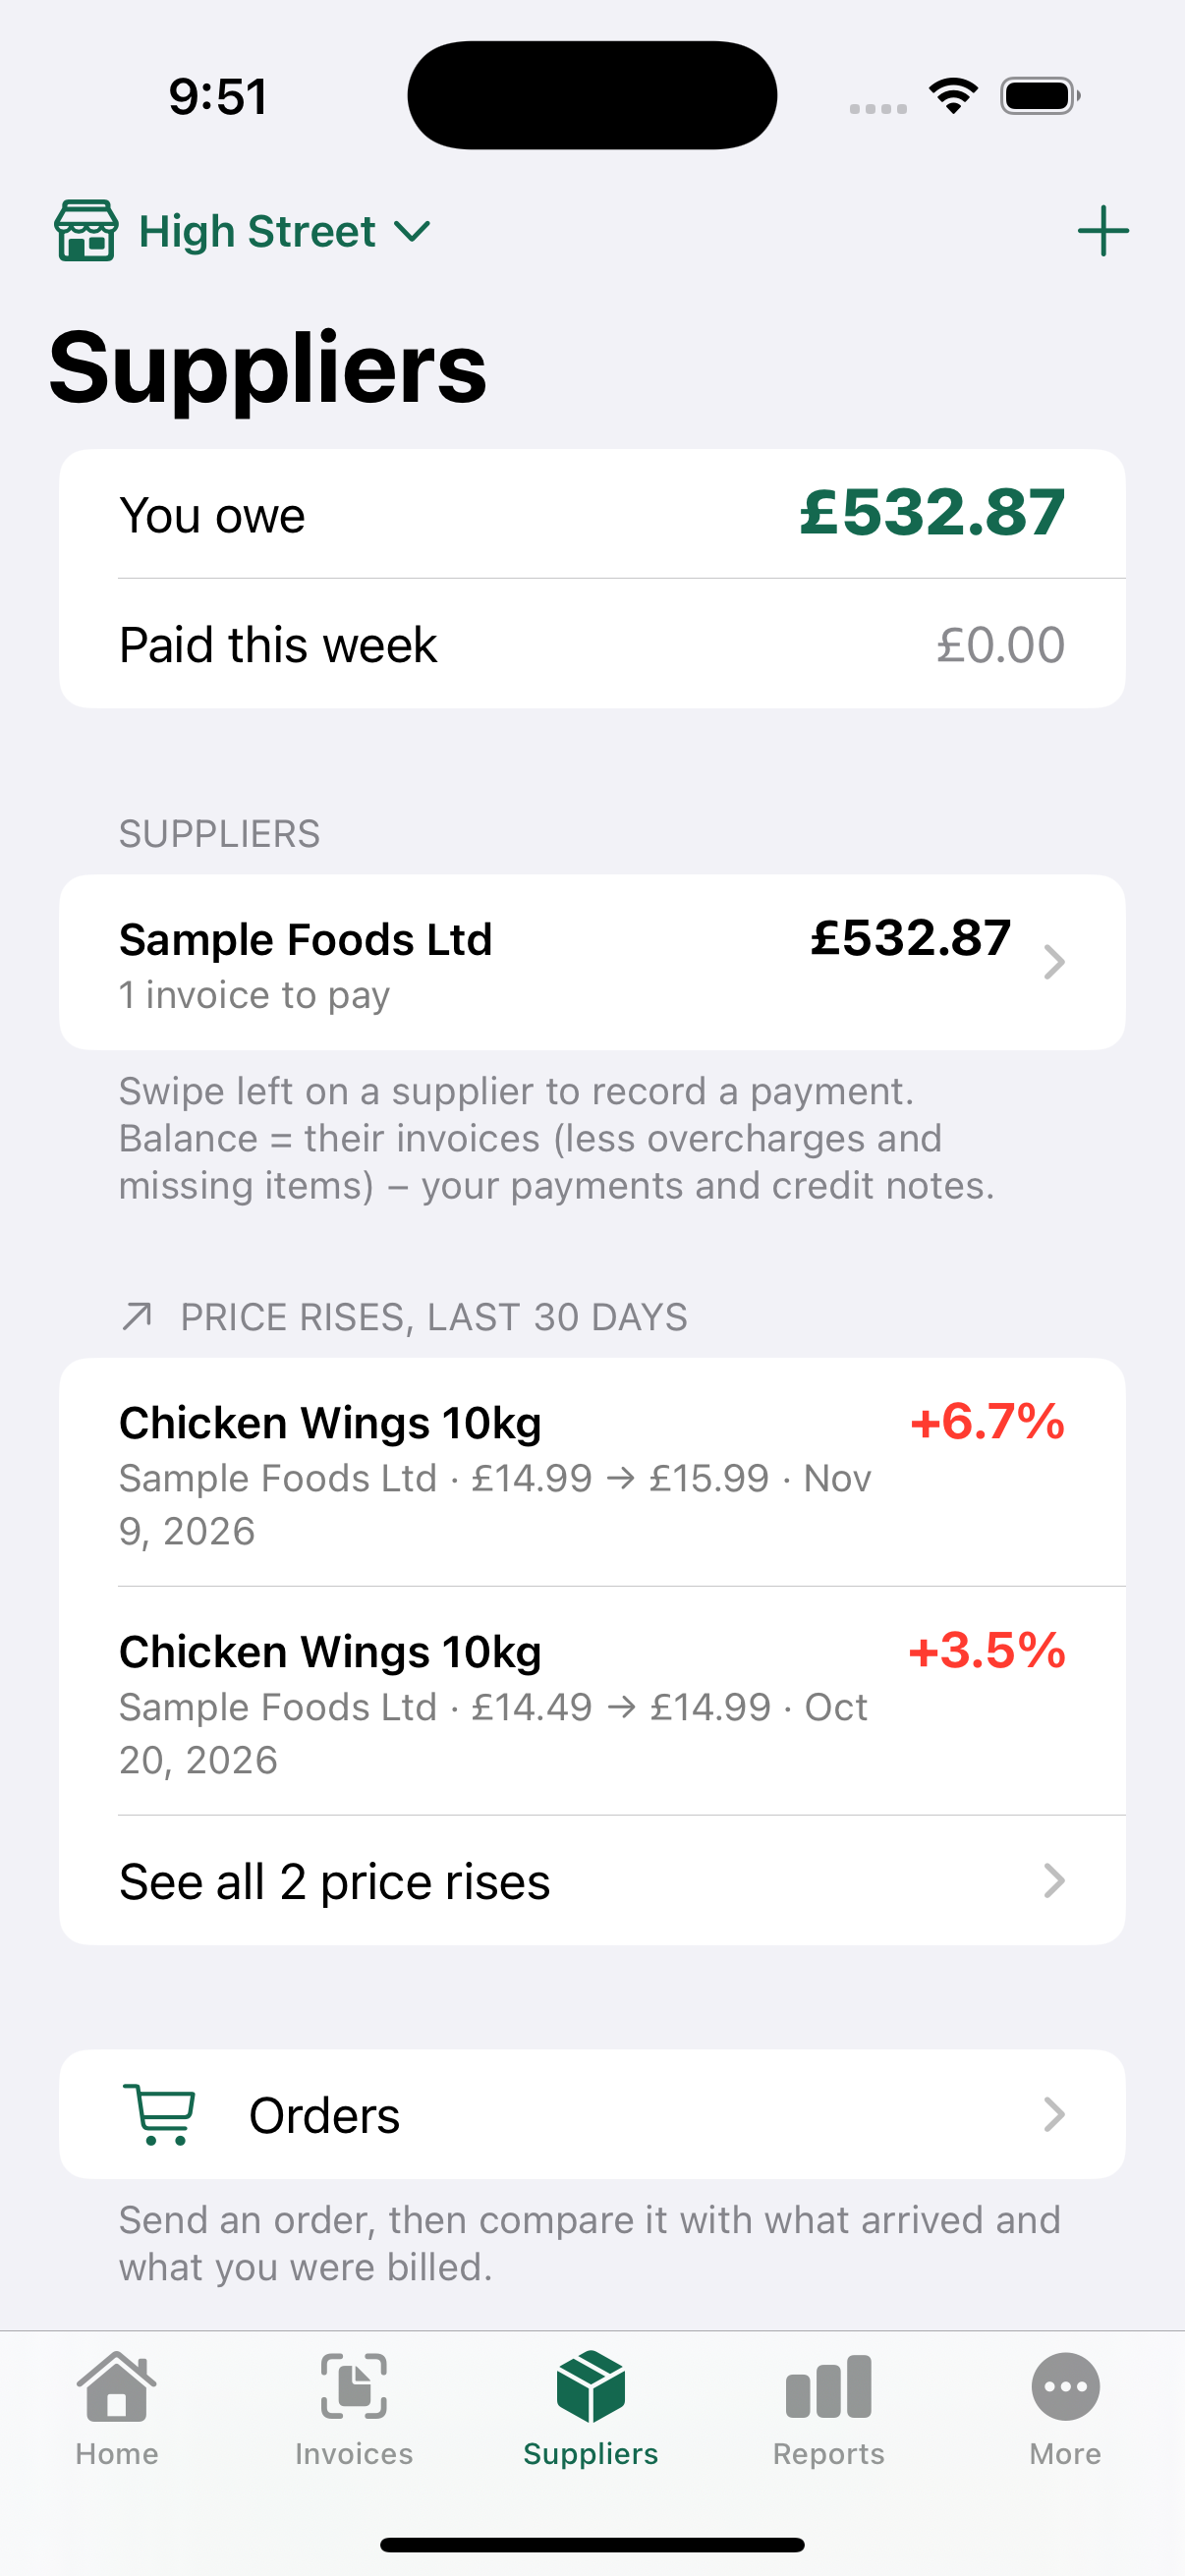 9:51
High Street
Suppliers
You owe £532.87
Paid this week £0.00
SUPPLIERS
Sample Foods Ltd £532.87
1 invoice to pay
Swipe left on a supplier to record a payment.
Balance = their invoices (less overcharges and
missing items) – your payments and credit notes.
PRICE RISES, LAST 30 DAYS
Chicken Wings 10kg +6.7%
Sample Foods Ltd · £14.99 → £15.99 · Nov
9, 2026
Chicken Wings 10kg +3.5%
Sample Foods Ltd · £14.49 → £14.99 · Oct
20, 2026
See all 2 price rises
Orders
Send an order, then compare it with what arrived and
what you were billed.
Home Invoices Suppliers Reports More